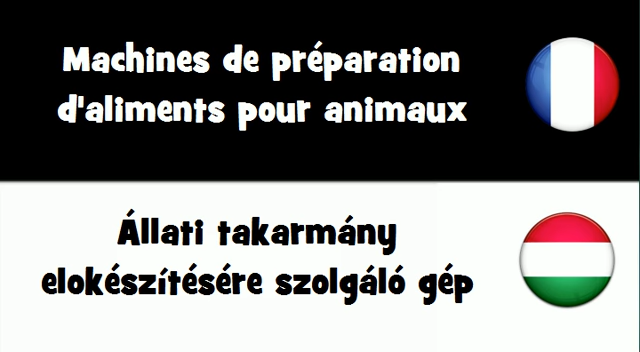 Machines de préparation
d'aliments pour animaux
Állati takarmány
elokészítésére szolgáló gép